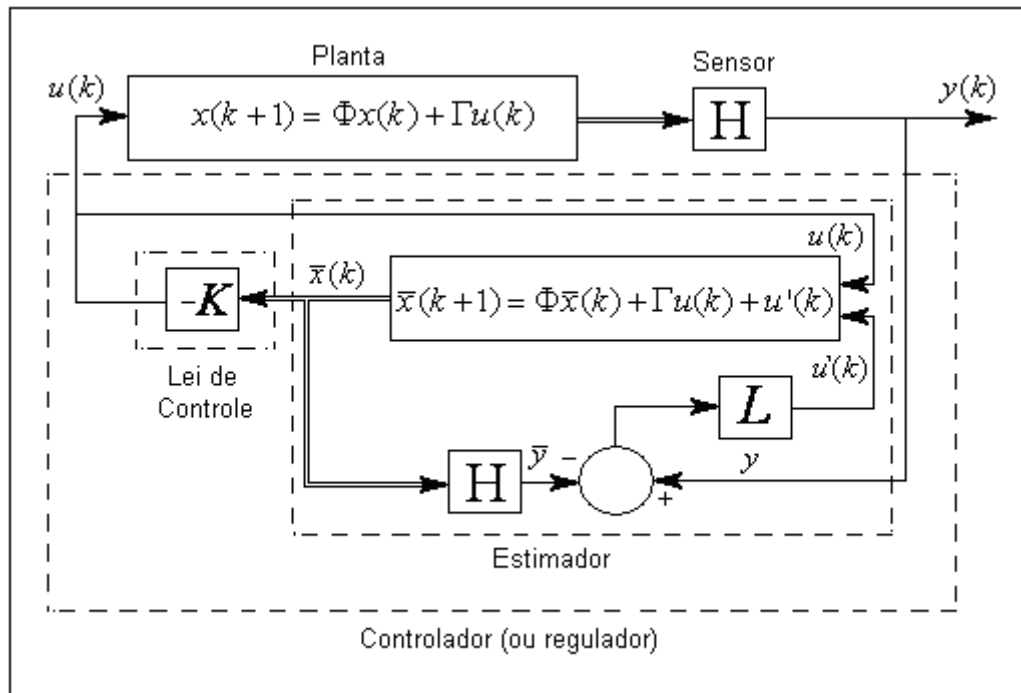 Planta
Sensor
u(k)
x(k+1) = Φx(k) + Γu(k)
H
y(k)
u(k)
x̅(k)
-K
x̅(k+1) = Φx̅(k) + Γu(k) + u'(k)
Lei de
Controle
u'(k)
L
H
y̅
−
+
y
Estimador
Controlador (ou regulador)